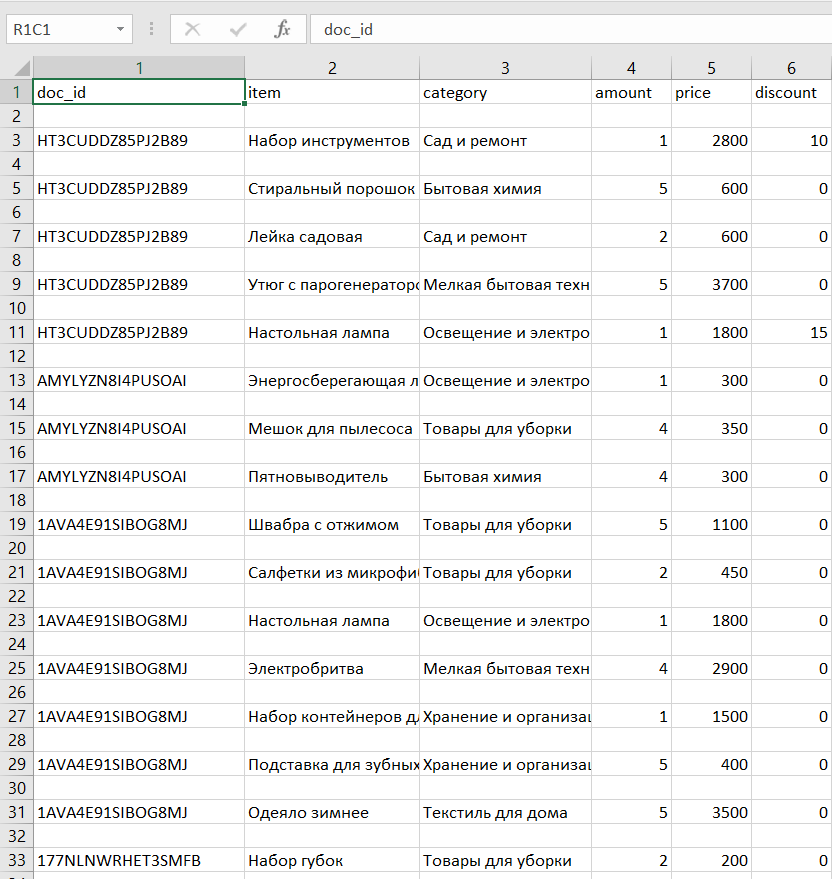 R1C1 fx doc_id
1 2 3 4 5 6
1 doc_id item category amount price discount
2
3 HT3CUDDZ85PJ2B89 Набор инструментов Сад и ремонт 1 2800 10
4
5 HT3CUDDZ85PJ2B89 Стиральный порошок Бытовая химия 5 600 0
6
7 HT3CUDDZ85PJ2B89 Лейка садовая Сад и ремонт 2 600 0
8
9 HT3CUDDZ85PJ2B89 Утюг с парогенераторо Мелкая бытовая техн 5 3700 0
10
11 HT3CUDDZ85PJ2B89 Настольная лампа Освещение и электро 1 1800 15
12
13 AMYLYZN8I4PUSOAI Энергосберегающая л Освещение и электро 1 300 0
14
15 AMYLYZN8I4PUSOAI Мешок для пылесоса Товары для уборки 4 350 0
16
17 AMYLYZN8I4PUSOAI Пятновыводитель Бытовая химия 4 300 0
18
19 1AVA4E91SIBOG8MJ Швабра с отжимом Товары для уборки 5 1100 0
20
21 1AVA4E91SIBOG8MJ Салфетки из микрофи Товары для уборки 2 450 0
22
23 1AVA4E91SIBOG8MJ Настольная лампа Освещение и электро 1 1800 0
24
25 1AVA4E91SIBOG8MJ Электробритва Мелкая бытовая техн 4 2900 0
26
27 1AVA4E91SIBOG8MJ Набор контейнеров дл Хранение и организац 1 1500 0
28
29 1AVA4E91SIBOG8MJ Подставка для зубных Хранение и организац 5 400 0
30
31 1AVA4E91SIBOG8MJ Одеяло зимнее Текстиль для дома 5 3500 0
32
33 177NLNWRHET3SMFB Набор губок Товары для уборки 2 200 0